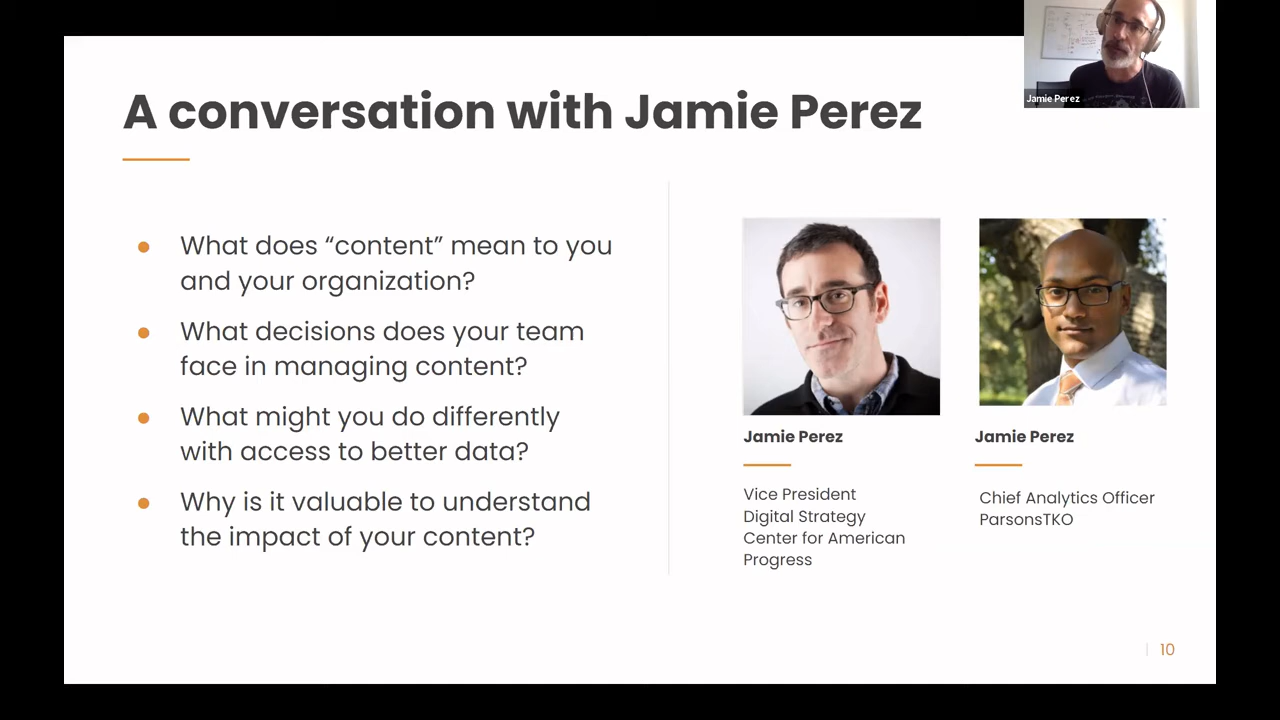 Jamie Perez
A conversation with Jamie Perez
● What does “content” mean to you
and your organization?
● What decisions does your team
face in managing content?
● What might you do differently
with access to better data?
● Why is it valuable to understand
the impact of your content?
Jamie Perez
Vice President
Digital Strategy
Center for American
Progress
Jamie Perez
Chief Analytics Officer
ParsonsTKO
| 10